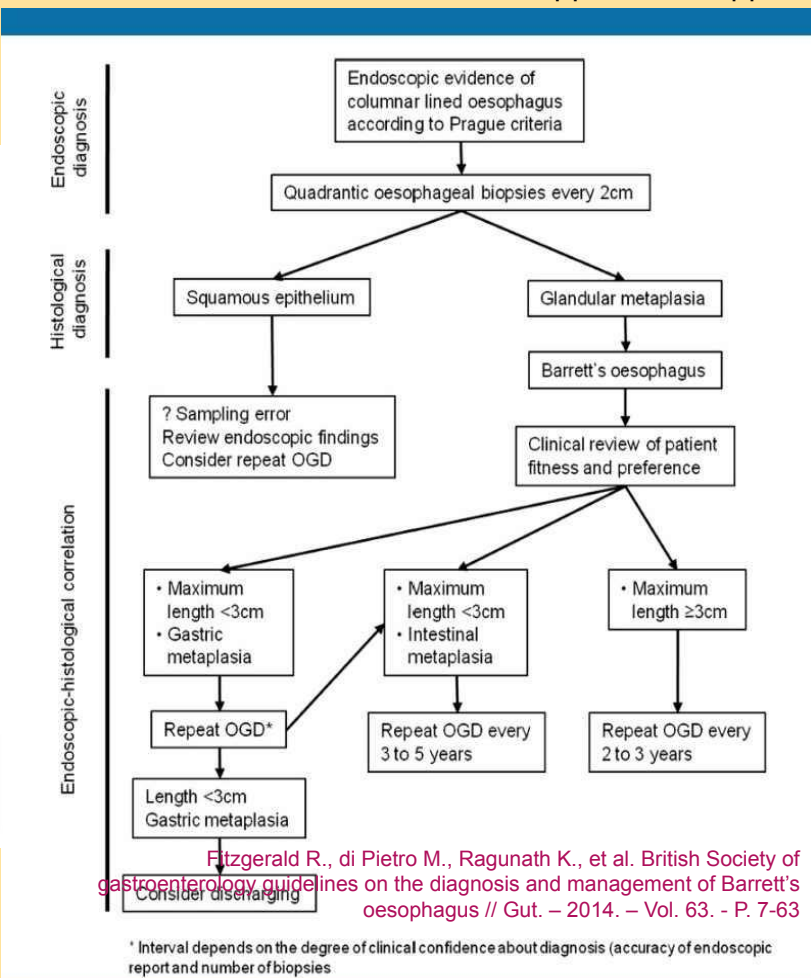 Endoscopic
diagnosis
Endoscopic evidence of
columnar lined oesophagus
according to Prague criteria
Quadrantic oesophageal biopsies every 2cm
Histological
diagnosis
Squamous epithelium
Glandular metaplasia
Barrett's oesophagus
? Sampling error
Review endoscopic findings
Consider repeat OGD
Clinical review of patient
fitness and preference
Endoscopic-histological correlation
• Maximum
length <3cm
• Gastric
metaplasia
• Maximum
length <3cm
• Intestinal
metaplasia
• Maximum
length ≥3cm
Repeat OGD*
Repeat OGD every
3 to 5 years
Repeat OGD every
2 to 3 years
Length <3cm
Gastric metaplasia
Consider discharging
Fitzgerald R., di Pietro M., Ragunath K., et al. British Society of
gastroenterology guidelines on the diagnosis and management of Barrett's
oesophagus // Gut. – 2014. – Vol. 63. - P. 7-63
* Interval depends on the degree of clinical confidence about diagnosis (accuracy of endoscopic
report and number of biopsies